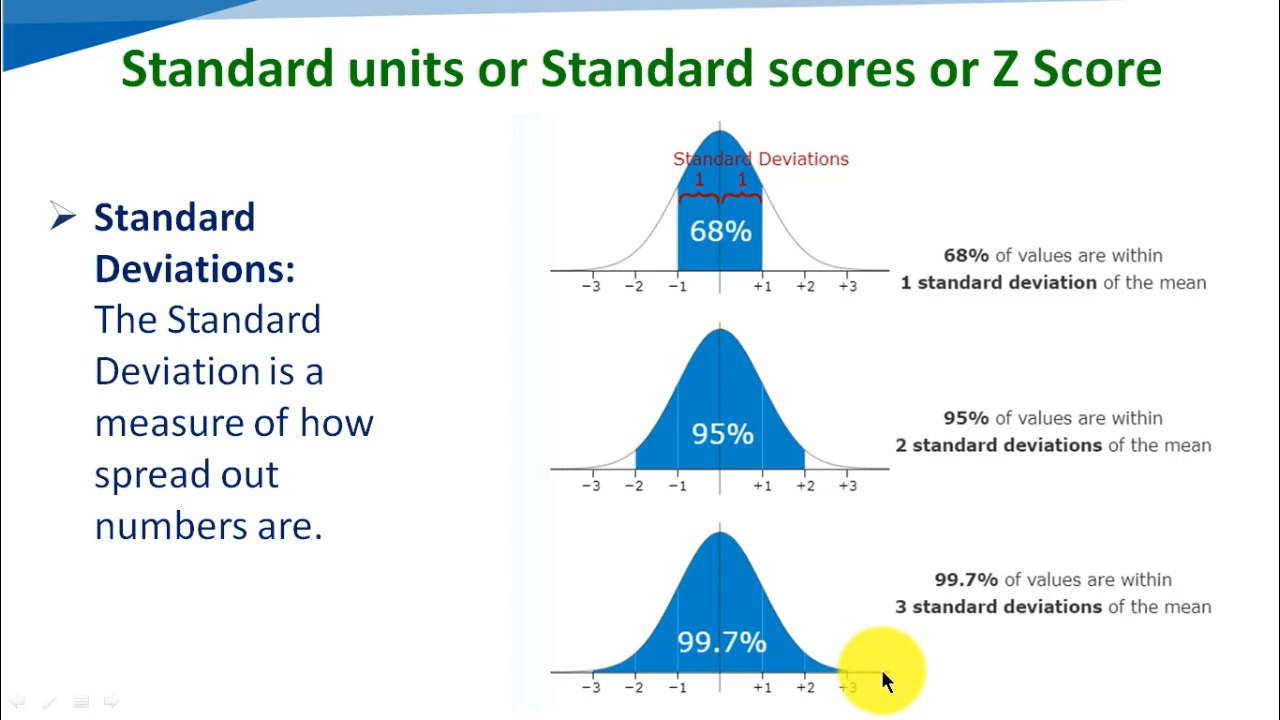 Standard units or Standard scores or Z Score
➢ Standard
Deviations:
The Standard
Deviation is a
measure of how
spread out
numbers are.
Standard Deviations
1 1
68%
−3 −2 −1 +1 +2 +3
68% of values are within
1 standard deviation of the mean
95%
−3 −2 −1 +1 +2 +3
95% of values are within
2 standard deviations of the mean
99.7%
−3 −2 −1 +1 +2 +3
99.7% of values are within
3 standard deviations of the mean